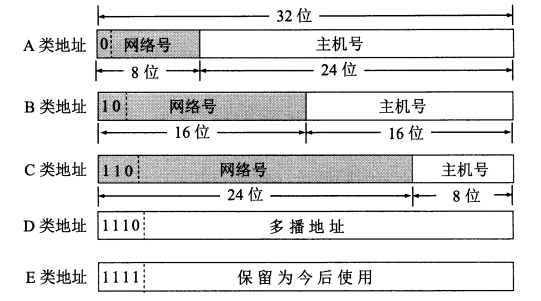 32 位
A 类地址 0 网络号 主机号
8 位 24 位
B 类地址 10 网络号 主机号
16 位 16 位
C 类地址 110 网络号 主机号
24 位 8 位
D 类地址 1110 多播地址
E 类地址 1111 保留为今后使用